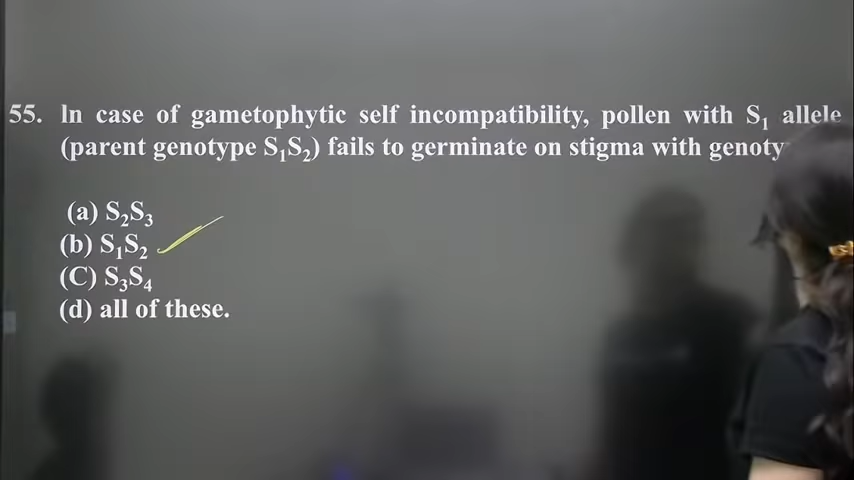 55. In case of gametophytic self incompatibility, pollen with S₁ allele
(parent genotype S₁S₂) fails to germinate on stigma with
(a) S₂S₃
(b) S₁S₂
(C) S₃S₄
(d) all of these.